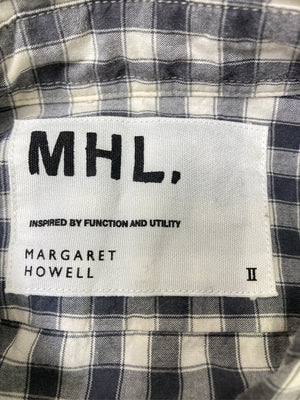 MHL.
INSPIRED BY FUNCTION AND UTILITY
MARGARET
HOWELL II